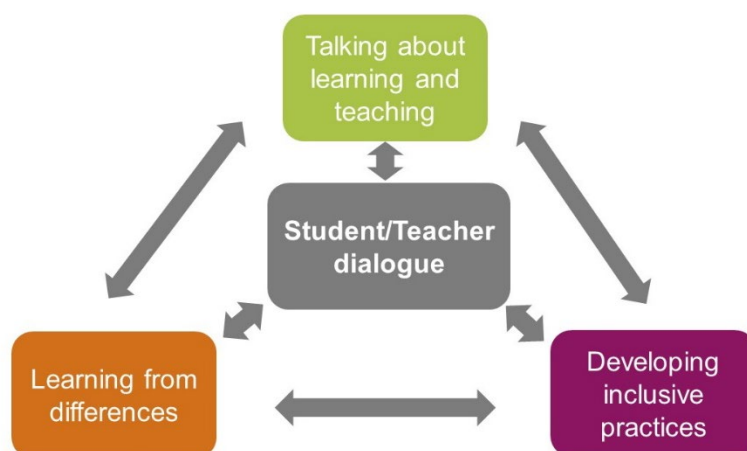 Talking about
learning and
teaching
Student/Teacher
dialogue
Learning from
differences
Developing
inclusive
practices